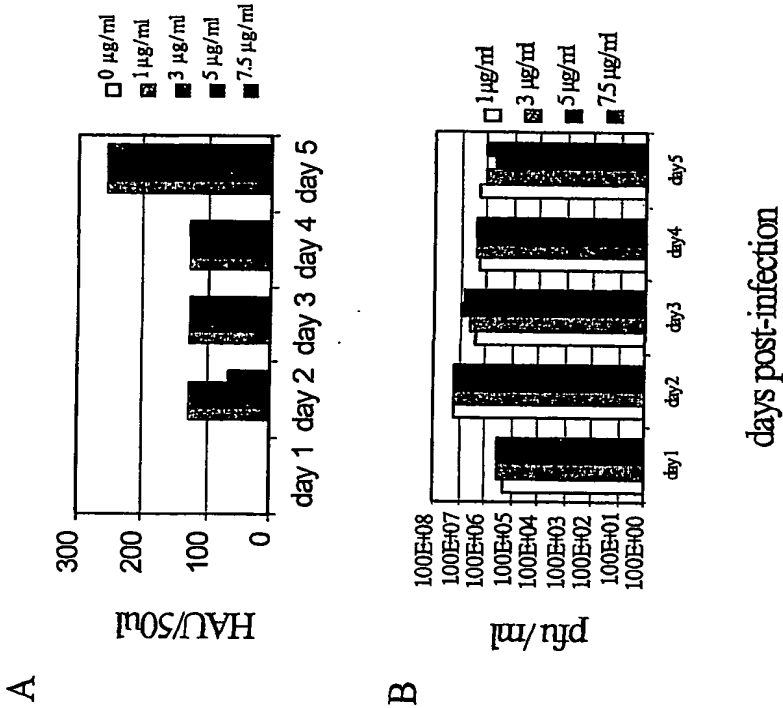 A
HAU/50ul
300
200
100
0
day 1 day 2 day 3 day 4 day 5
0 µg/ml
1 µg/ml
3 µg/ml
5 µg/ml
7.5 µg/ml
B
pfu/ml
100E+08
100E+07
100E+06
100E+05
100E+04
100E+03
100E+02
100E+01
100E+00
day1 day2 day3 day4 day5
1 µg/ml
3 µg/ml
5 µg/ml
7.5 µg/ml
days post-infection